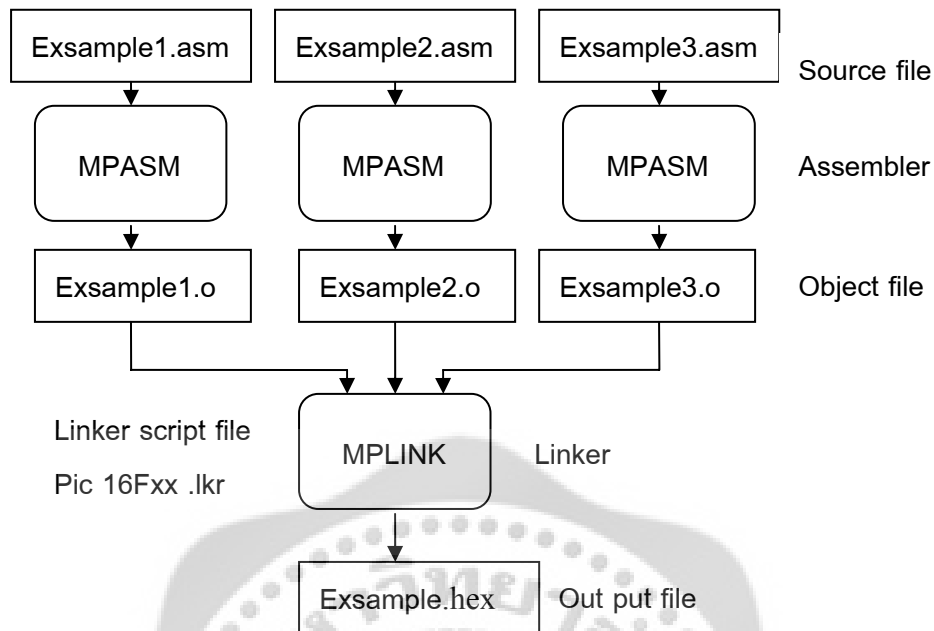 Exsample1.asm
Exsample2.asm
Exsample3.asm
Source file
MPASM
MPASM
MPASM
Assembler
Exsample1.o
Exsample2.o
Exsample3.o
Object file
Linker script file
Pic 16Fxx .lkr
MPLINK
Linker
Exsample.hex
Out put file